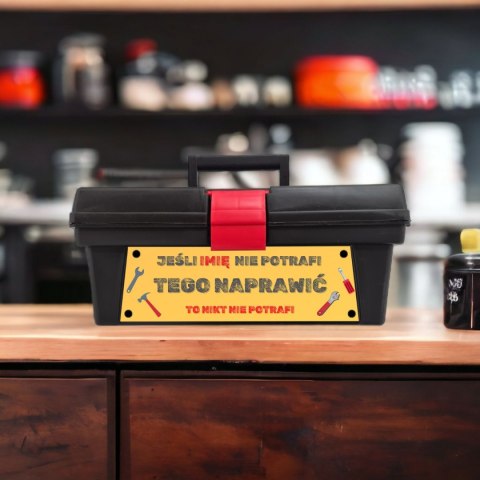 JEŚLI IMIĘ NIE POTRAFI
TEGO NAPRAWIĆ
TO NIKT NIE POTRAFI